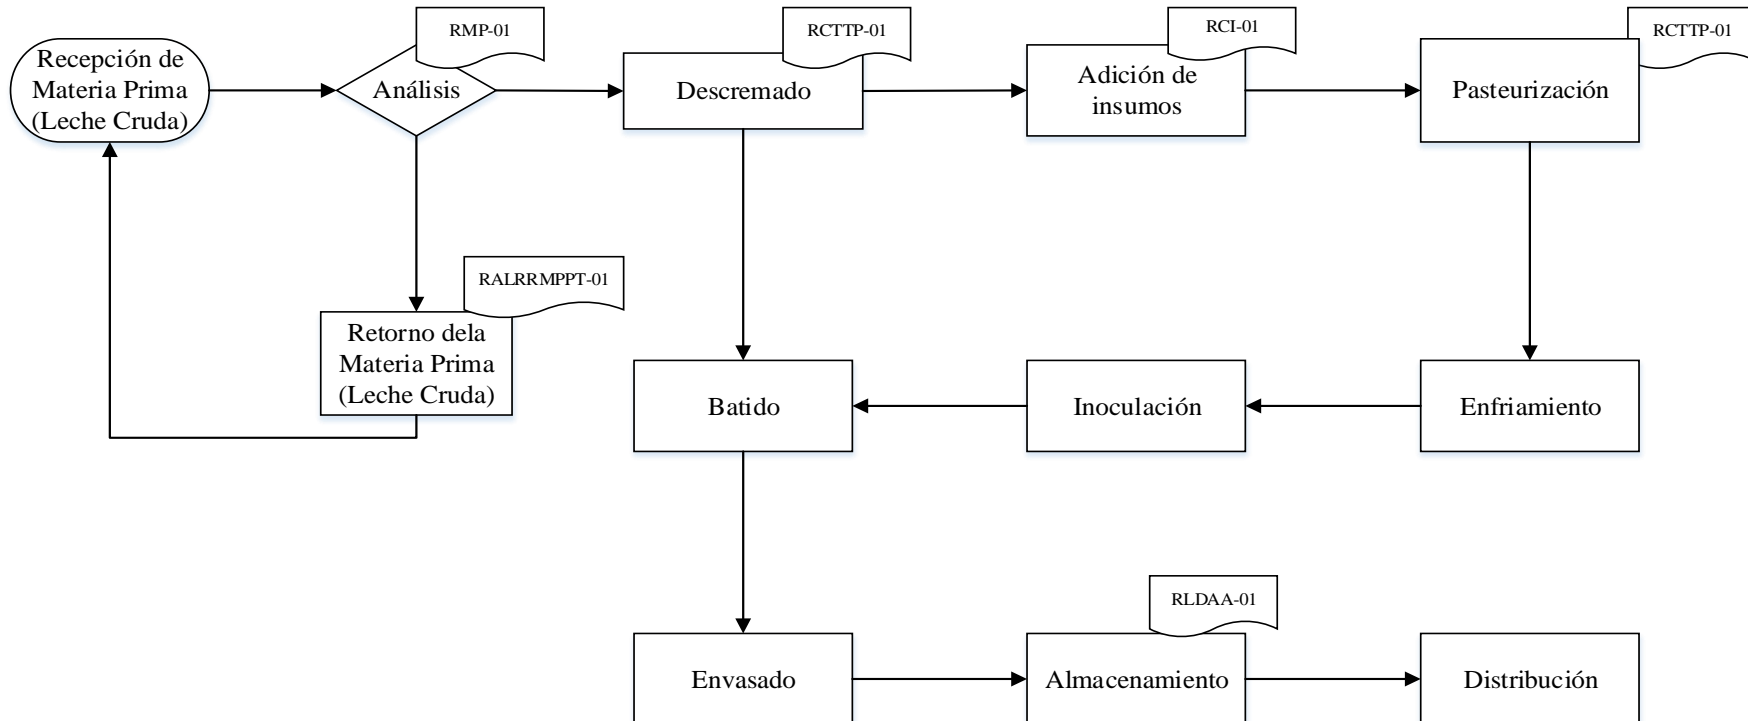 RMP-01
RCTTP-01
RCI-01
RCTTP-01
Recepción de
Materia Prima
(Leche Cruda)
Análisis
Descremado
Adición de
insumos
Pasteurización
RALRRMPPT-01
Retorno dela
Materia Prima
(Leche Cruda)
Batido
Inoculación
Enfriamiento
RLDAA-01
Envasado
Almacenamiento
Distribución